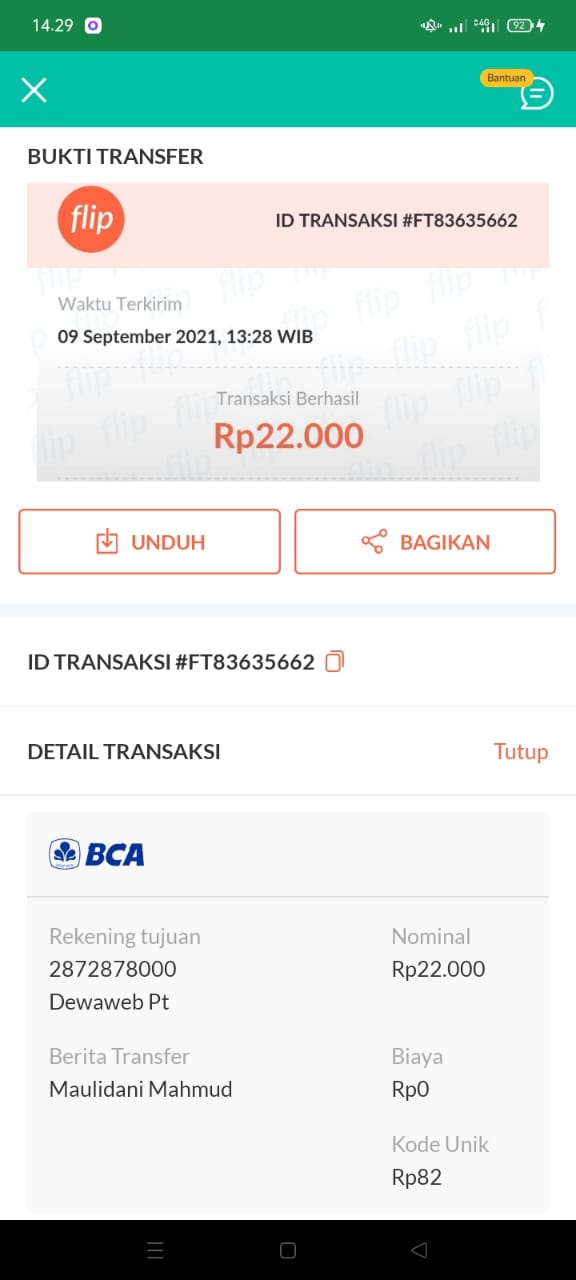 14.29
4G
92
Bantuan
BUKTI TRANSFER
flip
ID TRANSAKSI #FT83635662
Waktu Terkirim
09 September 2021, 13:28 WIB
Transaksi Berhasil
Rp22.000
UNDUH
BAGIKAN
ID TRANSAKSI #FT83635662
DETAIL TRANSAKSI
Tutup
BCA
Rekening tujuan
2872878000
Dewaweb Pt
Nominal
Rp22.000
Berita Transfer
Maulidani Mahmud
Biaya
Rp0
Kode Unik
Rp82